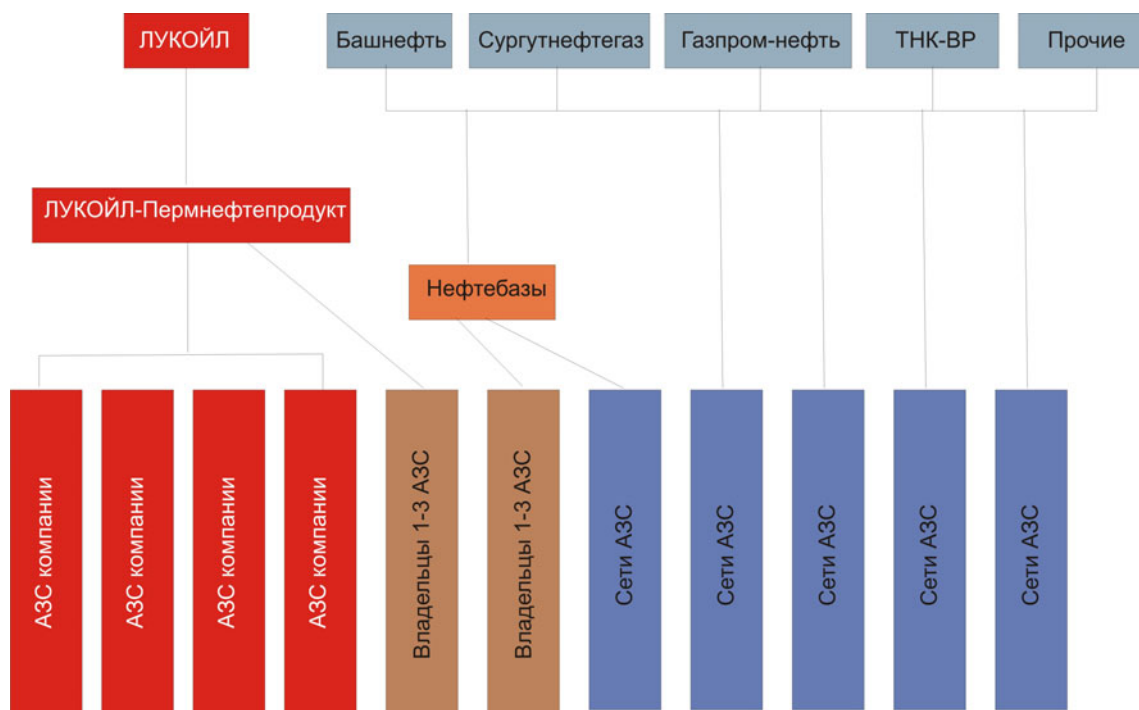 ЛУКОЙЛ
Башнефть
Сургутнефтегаз
Газпром-нефть
ТНК-ВР
Прочие
ЛУКОЙЛ-Пермнефтепродукт
Нефтебазы
АЗС компании
АЗС компании
АЗС компании
АЗС компании
Владельцы 1-3 АЗС
Владельцы 1-3 АЗС
Сети АЗС
Сети АЗС
Сети АЗС
Сети АЗС
Сети АЗС